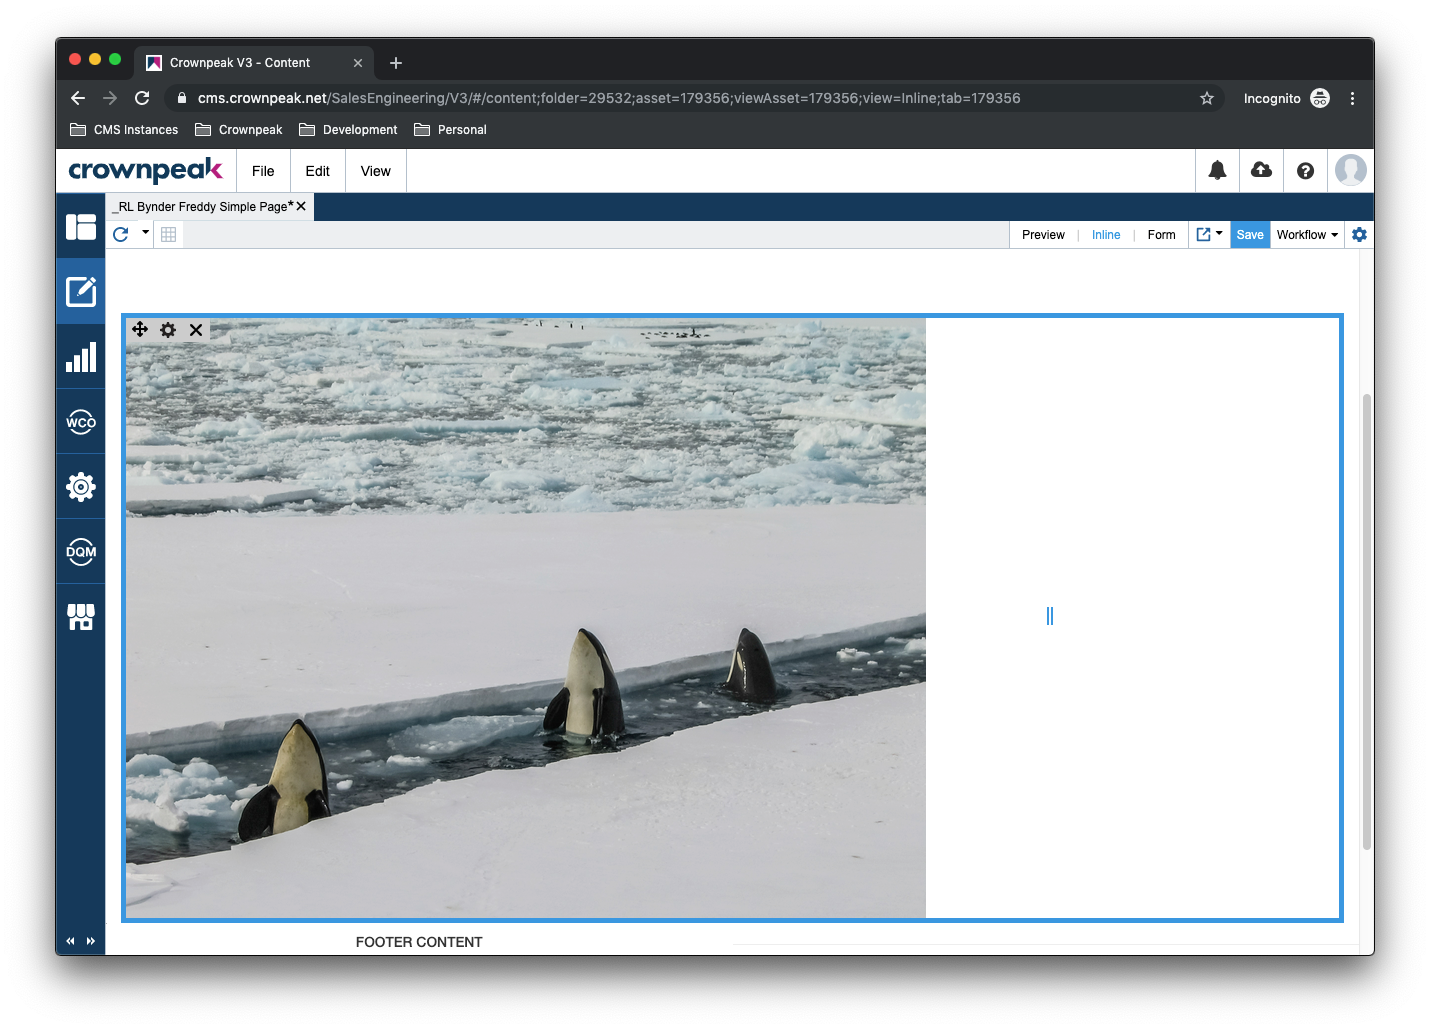 Crownpeak V3 - Content
cms.crownpeak.net/SalesEngineering/V3/#/content;folder=29532;asset=179356;viewAsset=179356;view=Inline;tab=179356
Incognito
CMS Instances Crownpeak Development Personal
crownpeak File Edit View
_RL Bynder Freddy Simple Page*
Preview | Inline | Form Save Workflow
WCO
DQM
FOOTER CONTENT